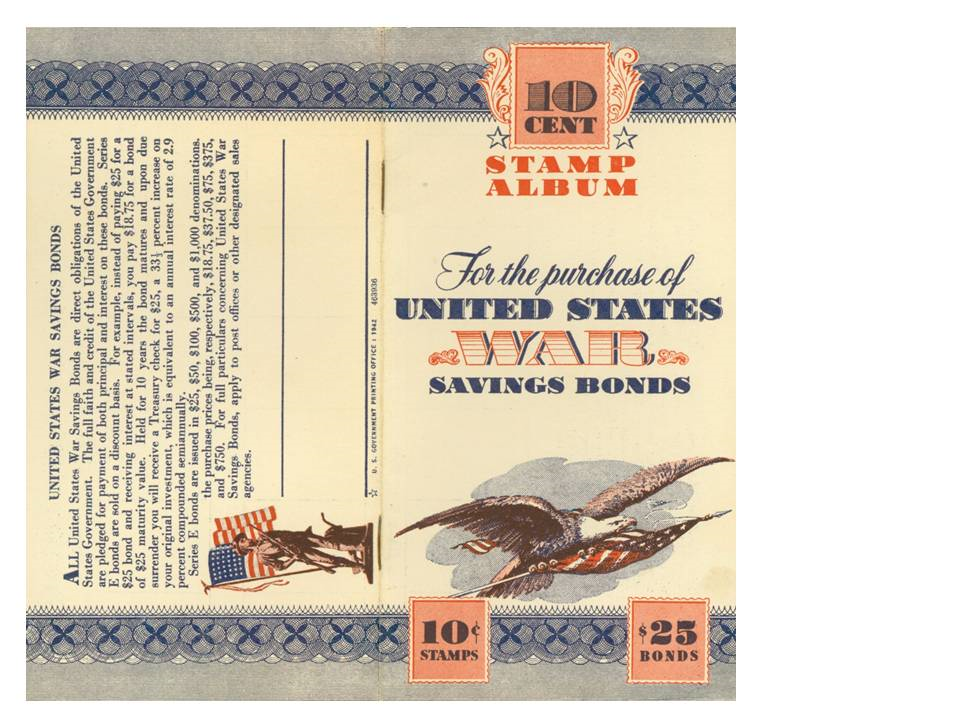 UNITED STATES WAR SAVINGS BONDS
ALL United States War Savings Bonds are direct obligations of the United
States Government. The full faith and credit of the United States Government
are pledged for payment of both principal and interest on these bonds. Series
E bonds are sold on a discount basis. For example, instead of paying $25 for a
$25 bond and receiving interest at stated intervals, you pay $18.75 for a bond
of $25 maturity value. Held for 10 years the bond matures and upon due
surrender you will receive a Treasury check for $25, a 33⅓ percent increase on
your original investment, which is equivalent to an annual interest rate of 2.9
percent compounded semiannually.
Series E bonds are issued in $25, $50, $100, $500, and $1,000 denominations,
the purchase prices being, respectively, $18.75, $37.50, $75, $375,
and $750. For full particulars concerning United States War
Savings Bonds, apply to post offices or other designated sales
agencies.
☆ U. S. GOVERNMENT PRINTING OFFICE : 1942 463936
10
CENT
STAMP
ALBUM
For the purchase of
UNITED STATES
WAR
SAVINGS BONDS
10¢
STAMPS
$25
BONDS